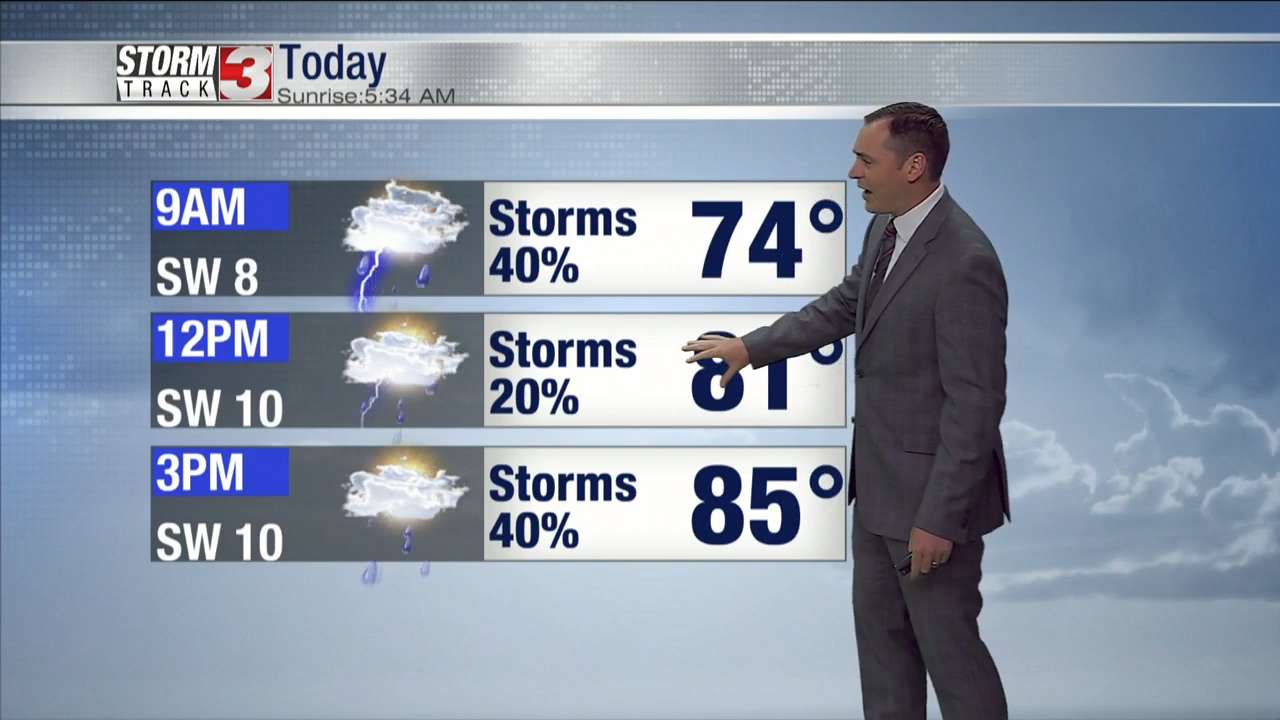 STORM
TRACK 3
Today
Sunrise:5:34 AM
9AM
SW 8
Storms
40%
74°
12PM
SW 10
Storms
20%
81°
3PM
SW 10
Storms
40%
85°